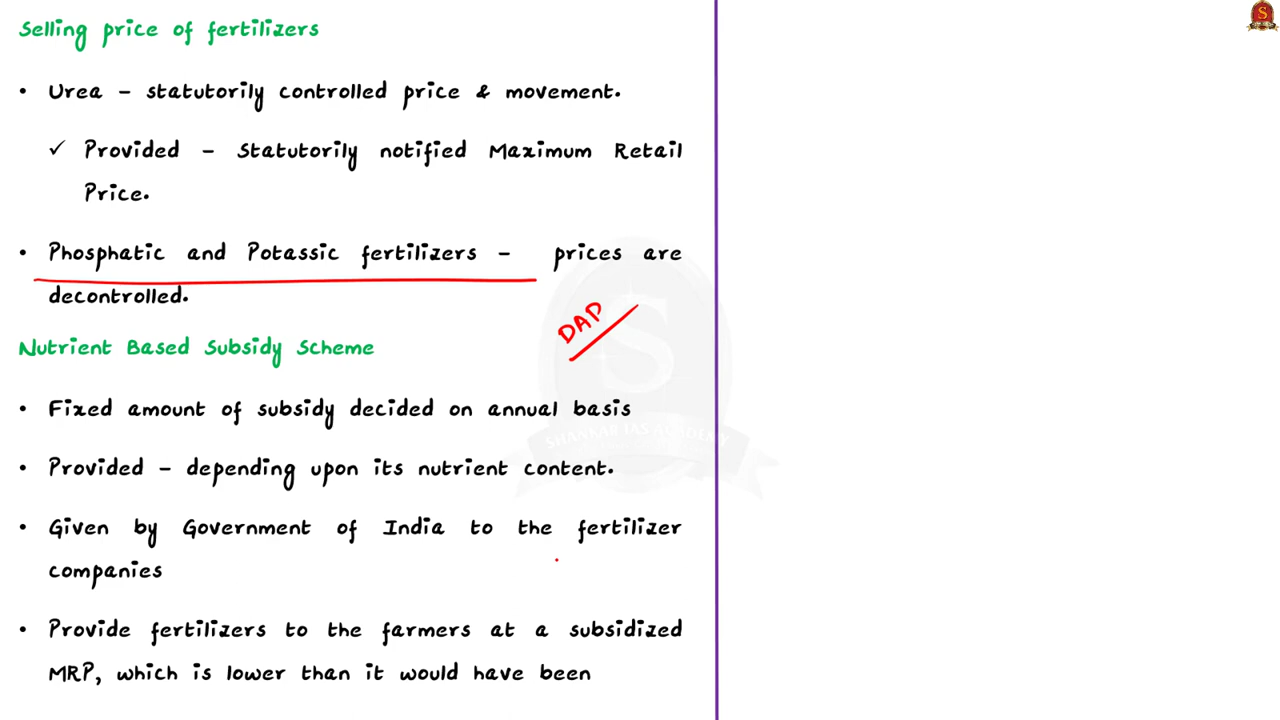 Selling price of fertilizers
• Urea – statutorily controlled price & movement.
✓ Provided – Statutorily notified Maximum Retail
Price.
• Phosphatic and Potassic fertilizers – prices are
decontrolled.
DAP
Nutrient Based Subsidy Scheme
• Fixed amount of subsidy decided on annual basis
• Provided – depending upon its nutrient content.
SHANKAR IAS ACADEMY
• Given by Government of India to the fertilizer
companies
• Provide fertilizers to the farmers at a subsidized
MRP, which is lower than it would have been
S
S